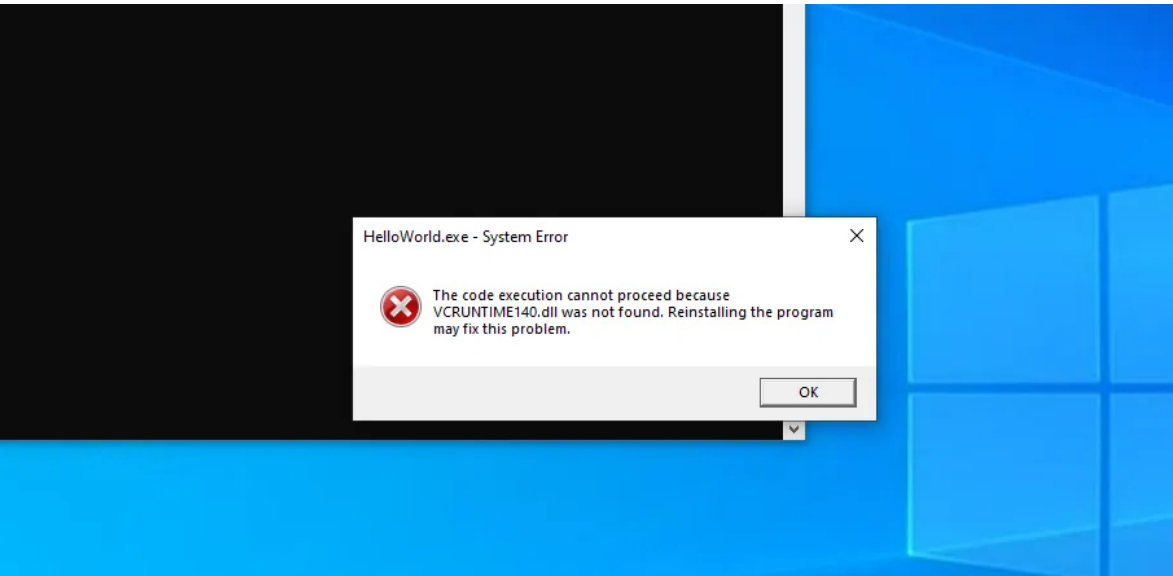 HelloWorld.exe - System Error
The code execution cannot proceed because
VCRUNTIME140.dll was not found. Reinstalling the program
may fix this problem.
OK